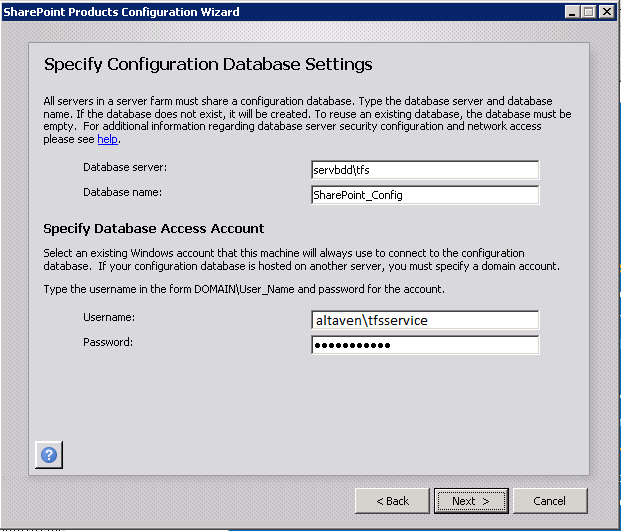 SharePoint Products Configuration Wizard
Specify Configuration Database Settings
All servers in a server farm must share a configuration database. Type the database server and database
name. If the database does not exist, it will be created. To reuse an existing database, the database must be
empty. For additional information regarding database server security configuration and network access
please see help.
Database server:
servbdd\tfs
Database name:
SharePoint_Config
Specify Database Access Account
Select an existing Windows account that this machine will always use to connect to the configuration
database. If your configuration database is hosted on another server, you must specify a domain account.
Type the username in the form DOMAIN\User_Name and password for the account.
Username:
altaven\tfsservice
Password:
●●●●●●●●●●●
?
< Back
Next >
Cancel